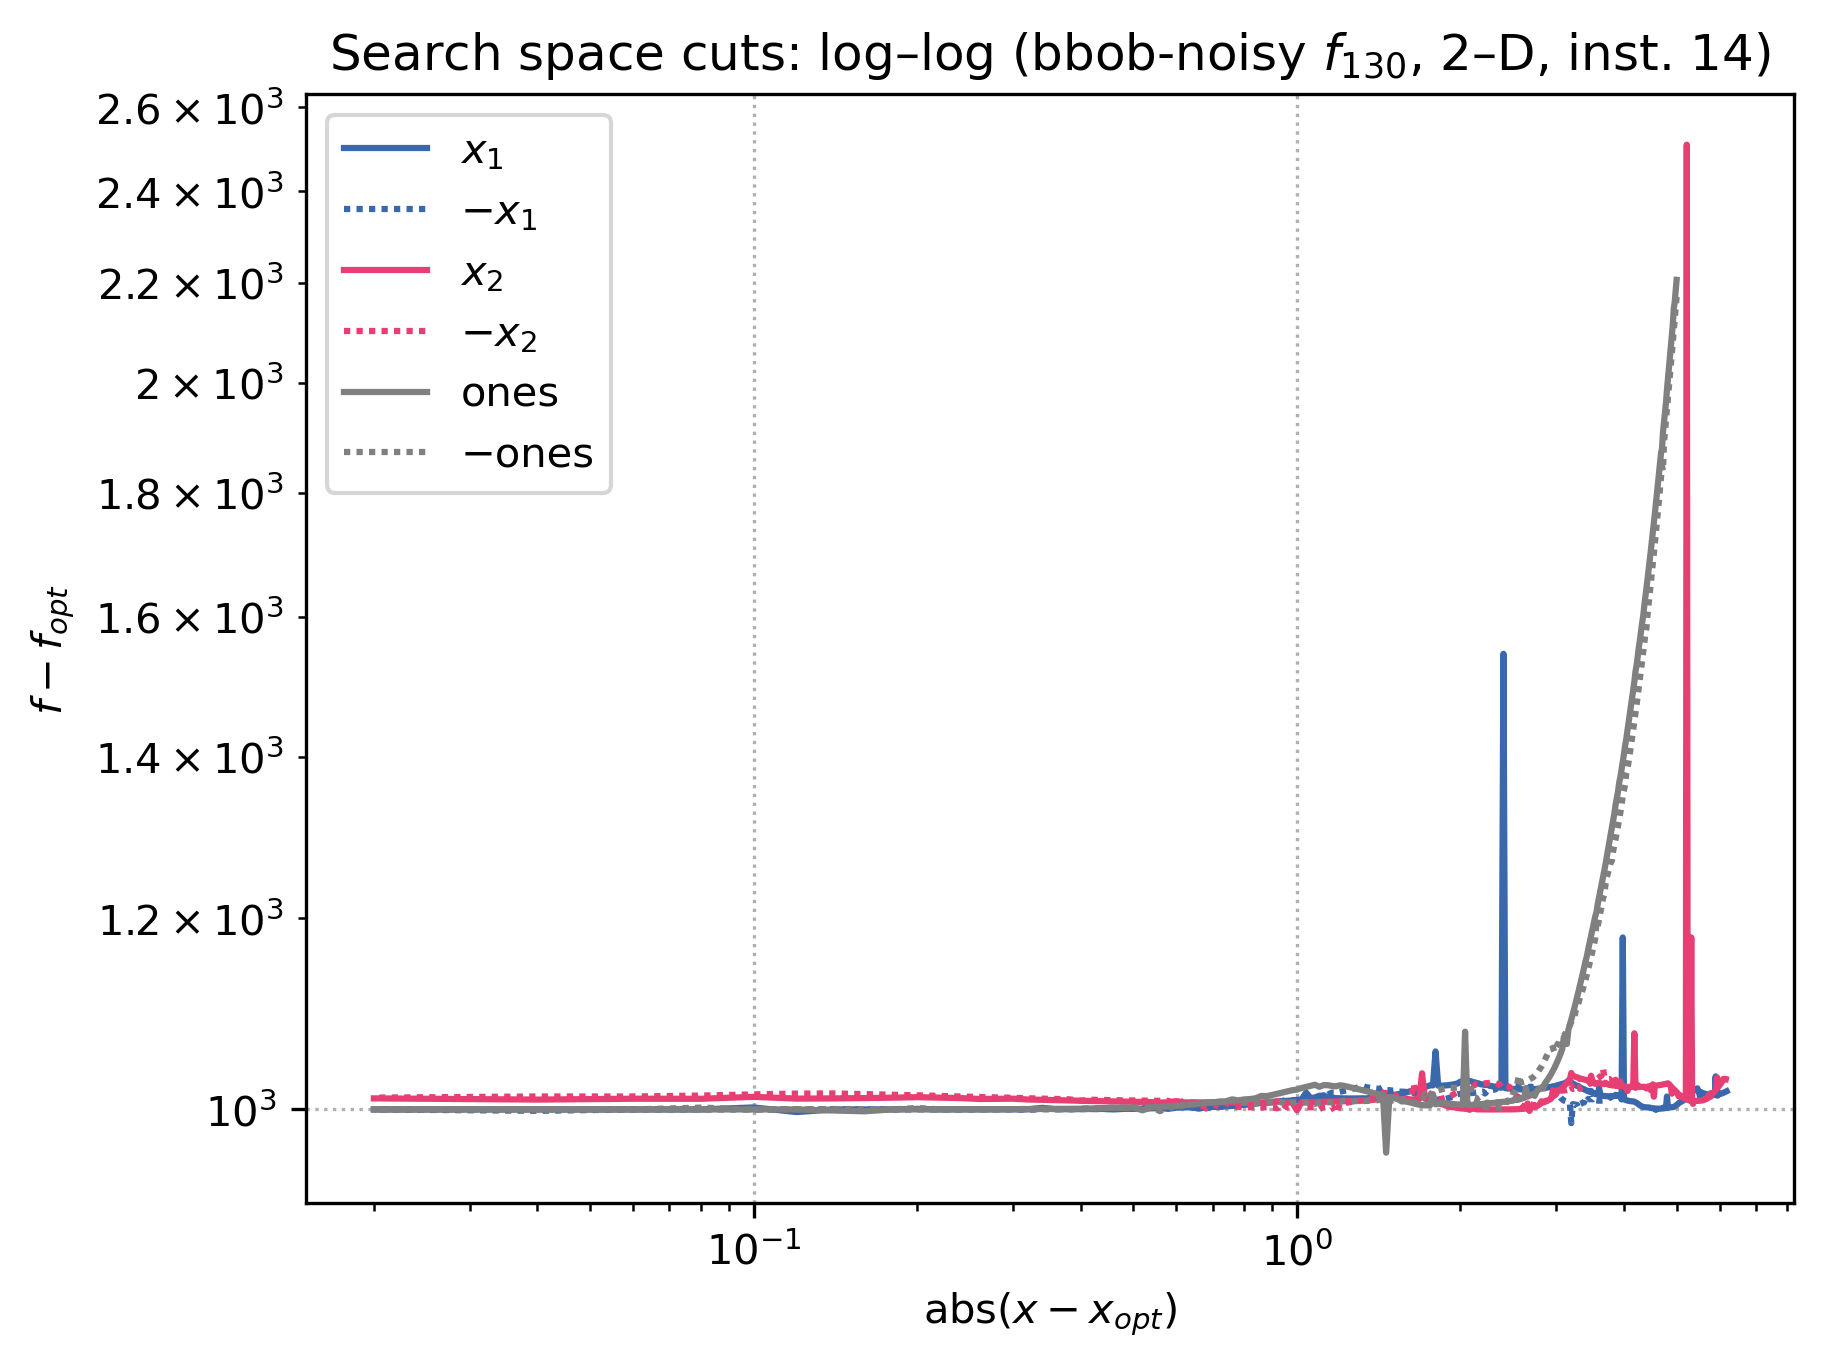 Search space cuts: log–log (bbob-noisy f₁₃₀, 2–D, inst. 14)
2.6 × 10³
2.4 × 10³
2.2 × 10³
2 × 10³
1.8 × 10³
1.6 × 10³
1.4 × 10³
1.2 × 10³
10³
f − fₒₚₜ
x₁
−x₁
x₂
−x₂
ones
−ones
10⁻¹ 10⁰
abs(x − xₒₚₜ)